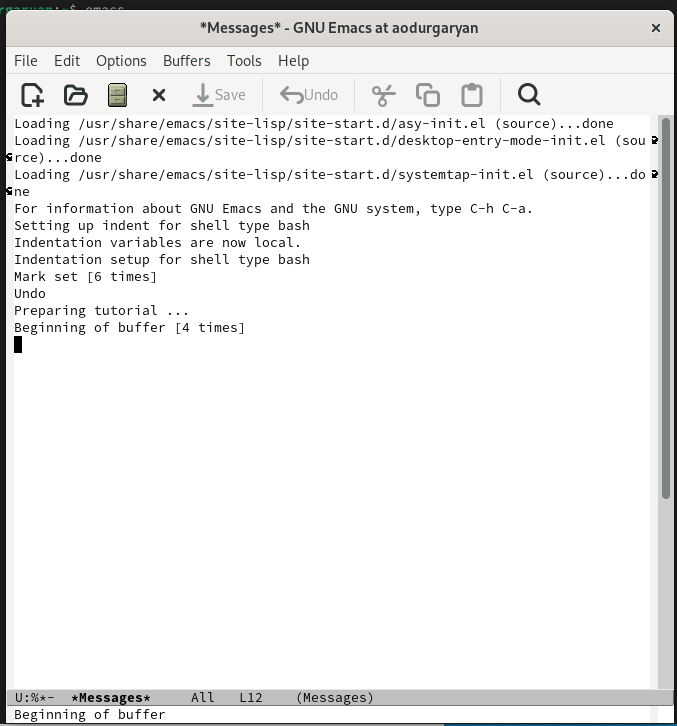 *Messages* - GNU Emacs at aodurgaryan
File Edit Options Buffers Tools Help
Save Undo
Loading /usr/share/emacs/site-lisp/site-start.d/asy-init.el (source)...done
Loading /usr/share/emacs/site-lisp/site-start.d/desktop-entry-mode-init.el (sou
rce)...done
Loading /usr/share/emacs/site-lisp/site-start.d/systemtap-init.el (source)...do
ne
For information about GNU Emacs and the GNU system, type C-h C-a.
Setting up indent for shell type bash
Indentation variables are now local.
Indentation setup for shell type bash
Mark set [6 times]
Undo
Preparing tutorial ...
Beginning of buffer [4 times]
U:%*- *Messages* All L12 (Messages)
Beginning of buffer